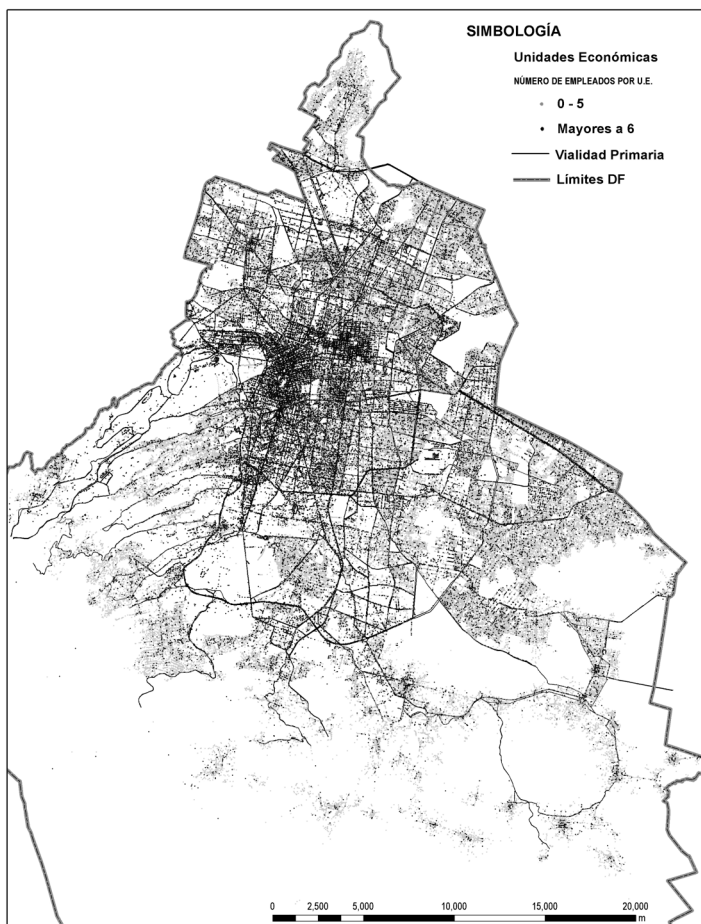 SIMBOLOGÍA
Unidades Económicas
NÚMERO DE EMPLEADOS POR U.E.
0 - 5
Mayores a 6
Vialidad Primaria
Límites DF
0 2,500 5,000 10,000 15,000 20,000
m